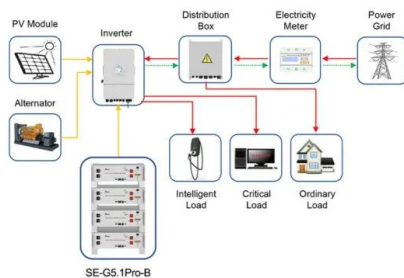 PV Module
Inverter
Distribution
Box
Electricity
Meter
Power
Grid
Alternator
Intelligent
Load
Critical
Load
Ordinary
Load
SE-G5.1Pro-B